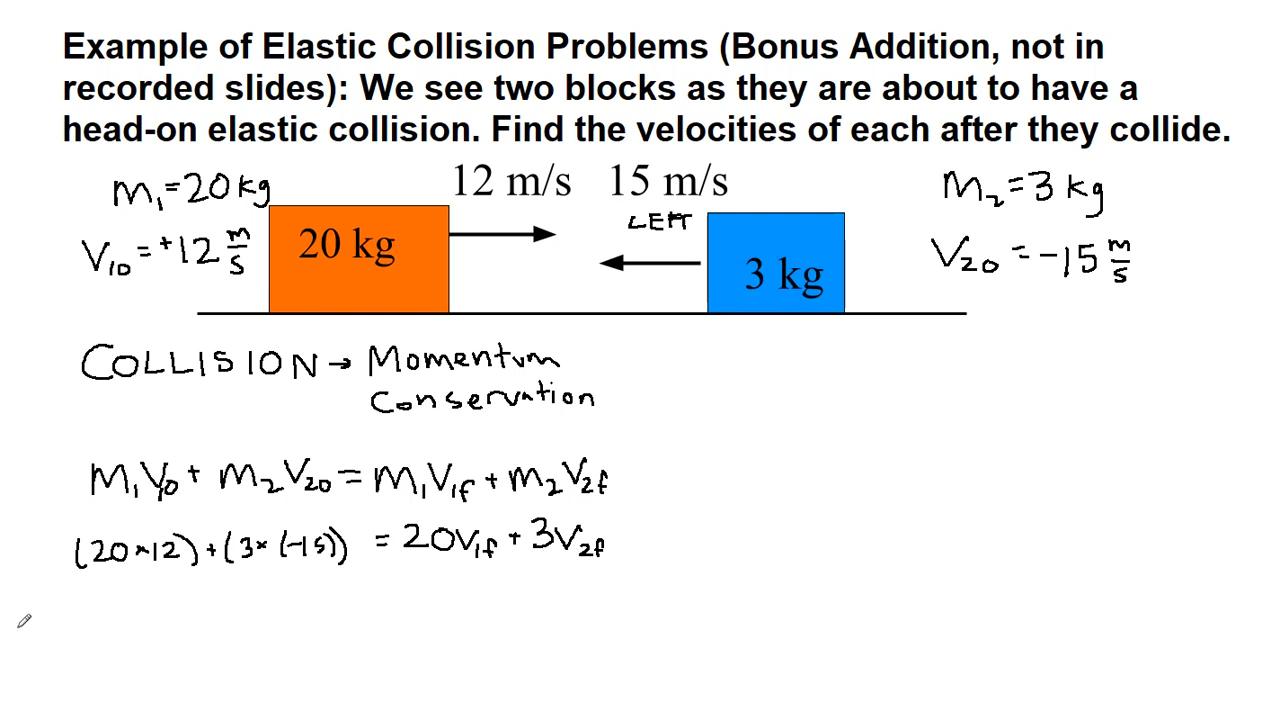 Example of Elastic Collision Problems (Bonus Addition, not in
recorded slides): We see two blocks as they are about to have a
head-on elastic collision. Find the velocities of each after they collide.
m₁=20kg
12 m/s 15 m/s
m₂=3 kg
LEFT
V₁₀=+12 m/s
20 kg
3 kg
V₂₀=-15 m/s
COLLISION → Momentum
Conservation
m₁V₁₀+m₂V₂₀=m₁V₁f+m₂V₂f
(20×12)+(3×(-15))=20V₁f+3V₂f